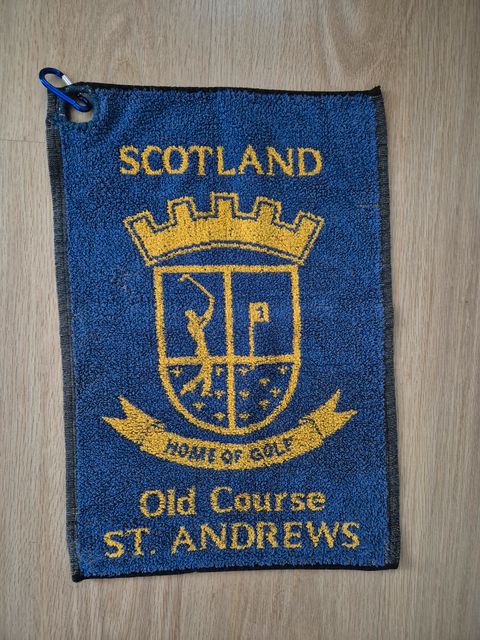 SCOTLAND
1
HOME OF GOLF
Old Course
ST. ANDREWS